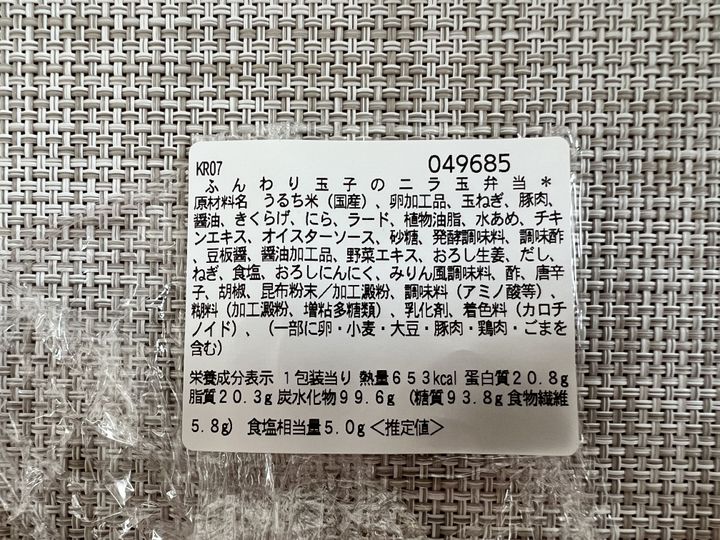 KR07 049685
ふんわり玉子のニラ玉弁当*
原材料名 うるち米(国産)、卵加工品、玉ねぎ、豚肉、
醤油、きくらげ、にら、ラード、植物油脂、水あめ、チキ
ンエキス、オイスターソース、砂糖、発酵調味料、調味酢
、豆板醤、醤油加工品、野菜エキス、おろし生姜、だし、
ねぎ、食塩、おろしにんにく、みりん風調味料、酢、唐辛
子、胡椒、昆布粉末/加工澱粉、調味料(アミノ酸等)、
糊料(加工澱粉、増粘多糖類)、乳化剤、着色料(カロチ
ノイド)、(一部に卵・小麦・大豆・豚肉・鶏肉・ごまを
含む)
栄養成分表示 1包装当り 熱量653kcal 蛋白質20.8g
脂質20.3g 炭水化物99.6g (糖質93.8g 食物繊維
5.8g) 食塩相当量5.0g<推定値>